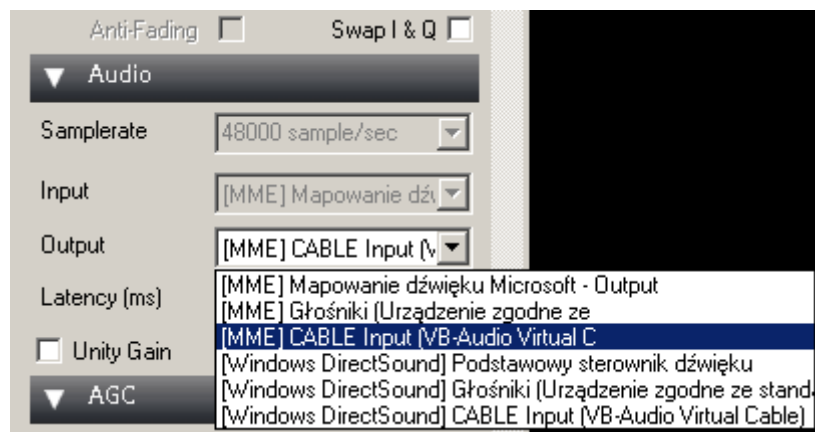 Anti-Fading Swap I & Q
Audio
Samplerate 48000 sample/sec
Input [MME] Mapowanie dźw
Output [MME] CABLE Input (V
Latency (ms)
[MME] Mapowanie dźwięku Microsoft - Output
[MME] Głośniki (Urządzenie zgodne ze
[MME] CABLE Input (VB-Audio Virtual C
Unity Gain
[Windows DirectSound] Podstawowy sterownik dźwięku
AGC
[Windows DirectSound] Głośniki (Urządzenie zgodne ze stand
[Windows DirectSound] CABLE Input (VB-Audio Virtual Cable)